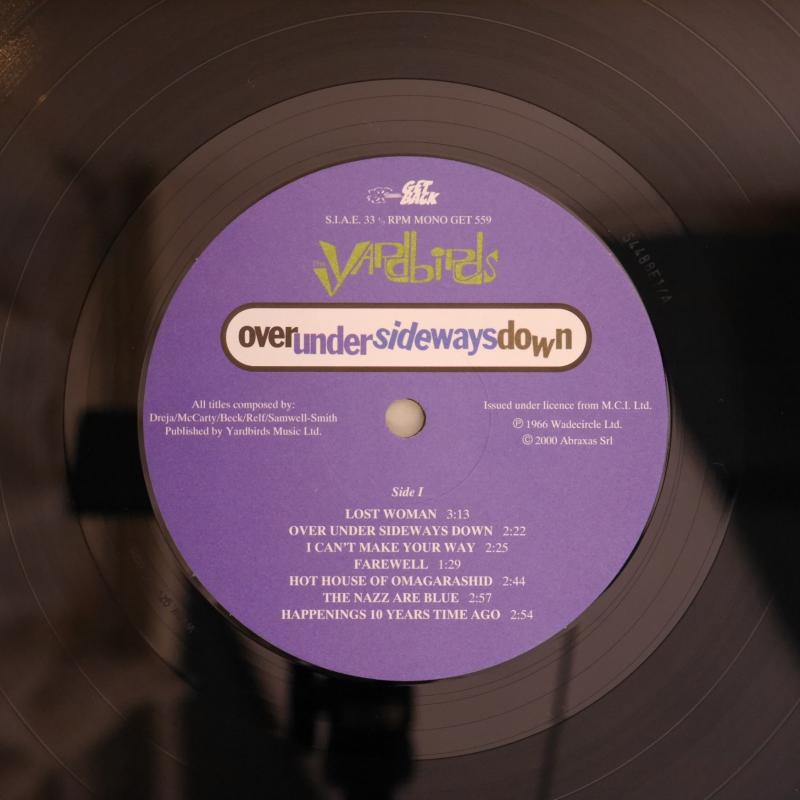 GET BACK
S.I.A.E. 33 ⅓ RPM MONO GET 559
The Yardbirds
overundersidewaysdown
All titles composed by:
Dreja/McCarty/Beck/Relf/Samwell-Smith
Published by Yardbirds Music Ltd.
Issued under licence from M.C.I. Ltd.
℗ 1966 Wadecircle Ltd.
© 2000 Abraxas Srl
Side I
LOST WOMAN 3:13
OVER UNDER SIDEWAYS DOWN 2:22
I CAN'T MAKE YOUR WAY 2:25
FAREWELL 1:29
HOT HOUSE OF OMAGARASHID 2:44
THE NAZZ ARE BLUE 2:57
HAPPENINGS 10 YEARS TIME AGO 2:54